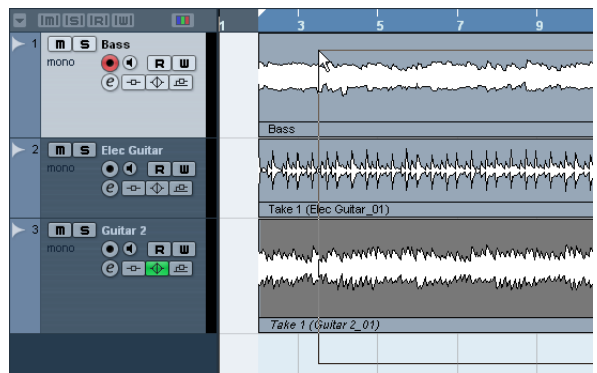 [M] [S] [R] [W] 1 3 5 7 9
1 m S Bass
mono R W
e
Bass
2 m S Elec Guitar
mono R W
e
Take 1 (Elec Guitar_01)
3 m S Guitar 2
mono R W
e
Take 1 (Guitar 2_01)